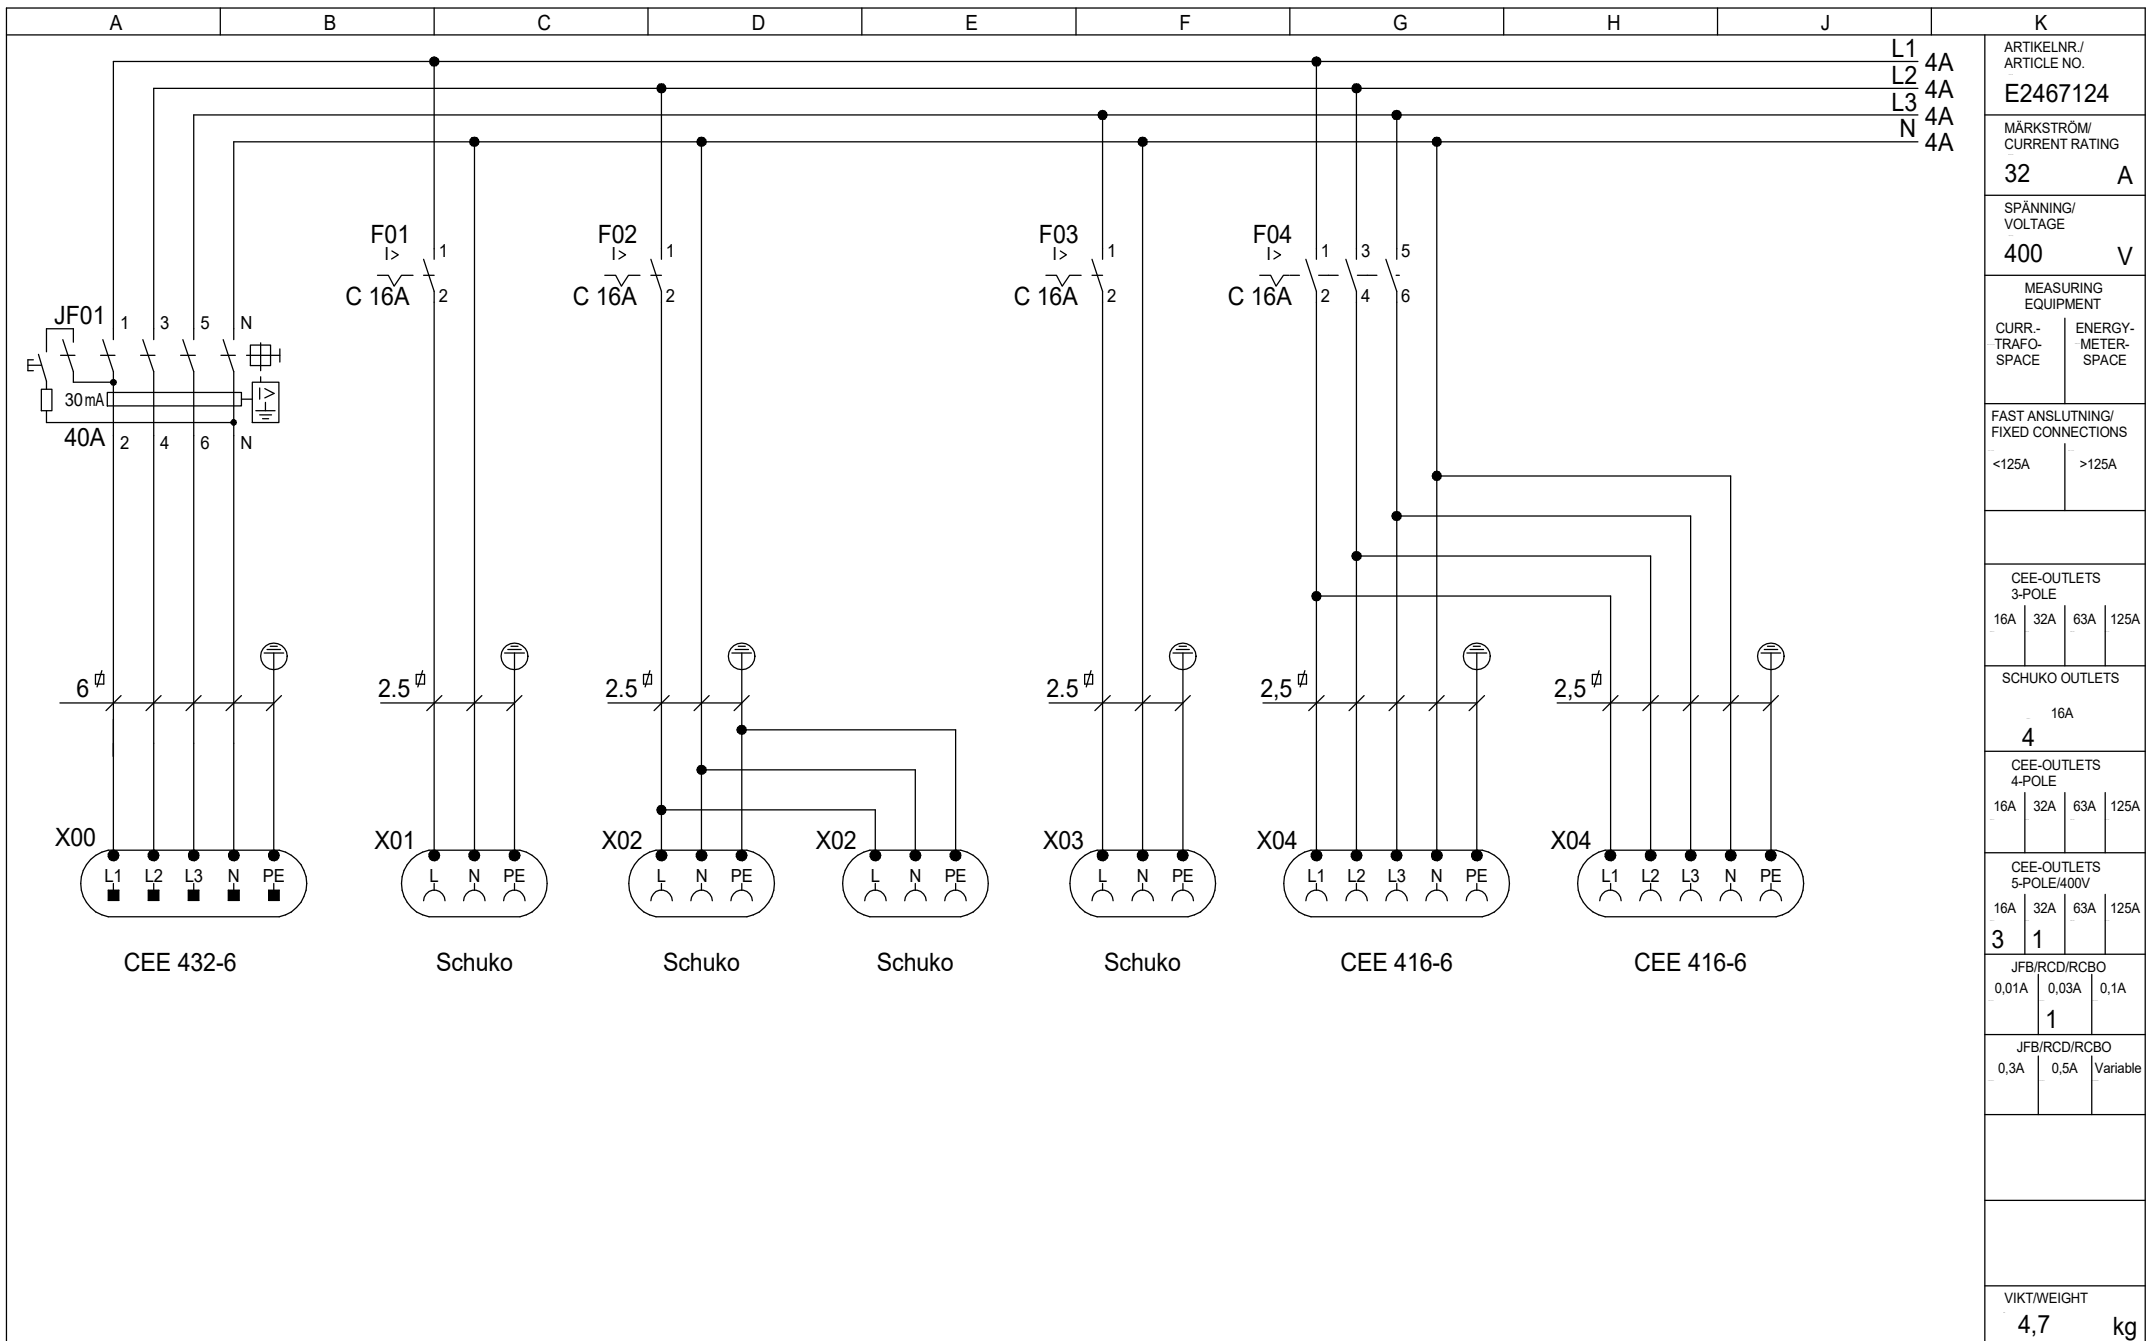 A B C D E F G H J K
L1 4A
L2 4A
L3 4A
N 4A
F01
I>
C 16A
1
2
F02
I>
C 16A
1
2
F03
I>
C 16A
1
2
F04
I>
C 16A
1 3 5
2 4 6
JF01
1 3 5 N
30mA
I>
40A
2 4 6 N
6 2.5 2.5 2.5 2,5 2,5
X00 X01 X02 X02 X03 X04 X04
L1 L2 L3 N PE
L N PE
L N PE
L N PE
L N PE
L1 L2 L3 N PE
L1 L2 L3 N PE
CEE 432-6 Schuko Schuko Schuko Schuko CEE 416-6 CEE 416-6
ARTIKELNR./
ARTICLE NO.
E2467124
MÄRKSTRÖM/
CURRENT RATING
32 A
SPÄNNING/
VOLTAGE
400 V
MEASURING
EQUIPMENT
CURR.-
TRAFO-
SPACE
ENERGY-
METER-
SPACE
FAST ANSLUTNING/
FIXED CONNECTIONS
<125A >125A
CEE-OUTLETS
3-POLE
16A 32A 63A 125A
SCHUKO OUTLETS
16A
4
CEE-OUTLETS
4-POLE
16A 32A 63A 125A
CEE-OUTLETS
5-POLE/400V
16A 32A 63A 125A
3 1
JFB/RCD/RCBO
0,01A 0,03A 0,1A
1
JFB/RCD/RCBO
0,3A 0,5A Variable
VIKT/WEIGHT
4,7 kg